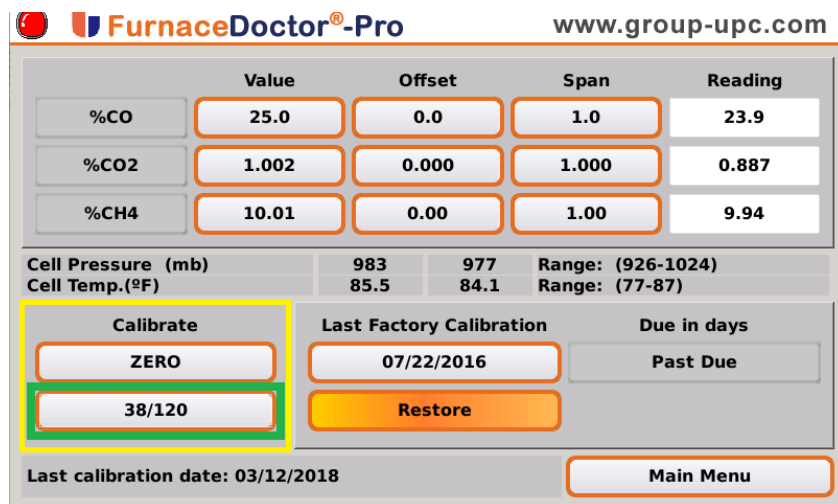 FurnaceDoctor®-Pro www.group-upc.com
Value Offset Span Reading
%CO 25.0 0.0 1.0 23.9
%CO2 1.002 0.000 1.000 0.887
%CH4 10.01 0.00 1.00 9.94
Cell Pressure (mb) 983 977 Range: (926-1024)
Cell Temp.(ºF) 85.5 84.1 Range: (77-87)
Calibrate Last Factory Calibration Due in days
ZERO 07/22/2016 Past Due
38/120 Restore
Last calibration date: 03/12/2018 Main Menu